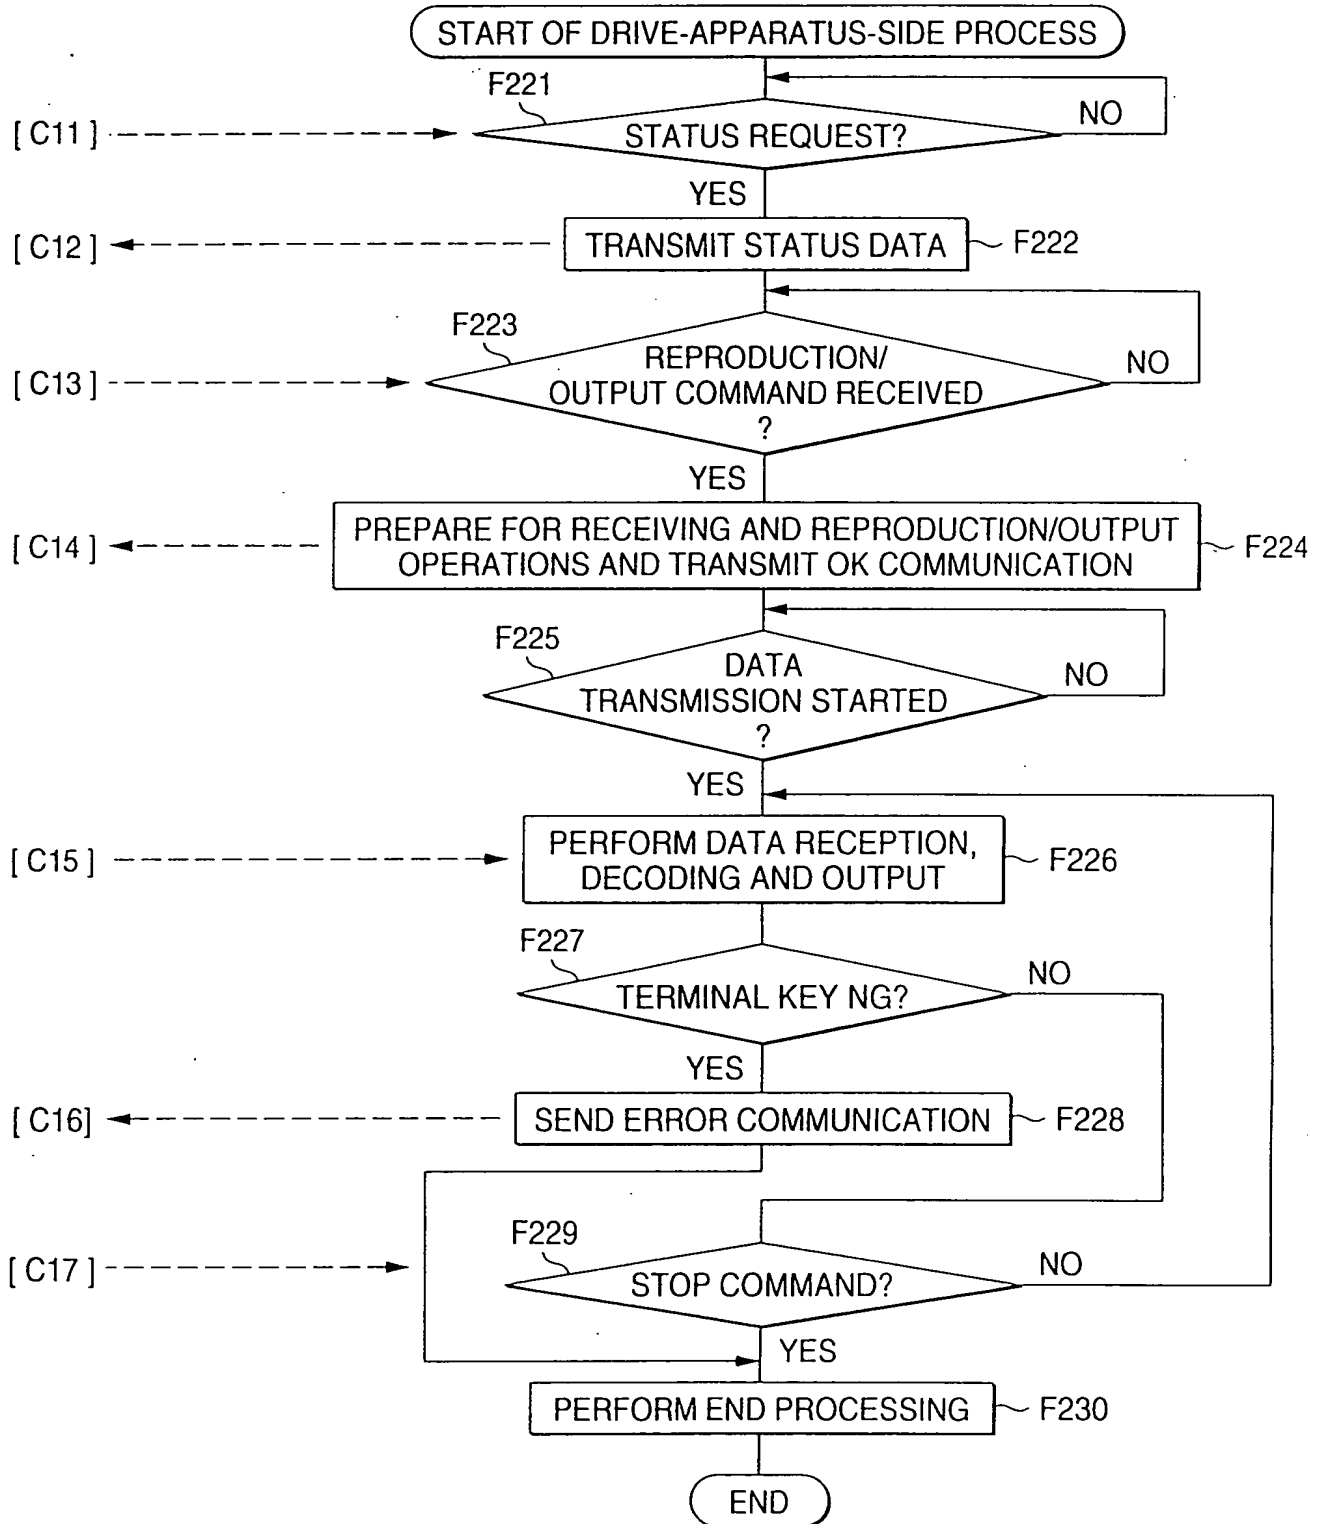 START OF DRIVE-APPARATUS-SIDE PROCESS
F221
NO
[ C11 ]
STATUS REQUEST?
YES
[ C12 ]
TRANSMIT STATUS DATA
F222
F223
[ C13 ]
REPRODUCTION/
OUTPUT COMMAND RECEIVED
?
NO
YES
[ C14 ]
PREPARE FOR RECEIVING AND REPRODUCTION/OUTPUT
OPERATIONS AND TRANSMIT OK COMMUNICATION
F224
F225
DATA
TRANSMISSION STARTED
?
NO
YES
[ C15 ]
PERFORM DATA RECEPTION,
DECODING AND OUTPUT
F226
F227
NO
TERMINAL KEY NG?
YES
[ C16]
SEND ERROR COMMUNICATION
F228
F229
[ C17 ]
STOP COMMAND?
NO
YES
PERFORM END PROCESSING
F230
END